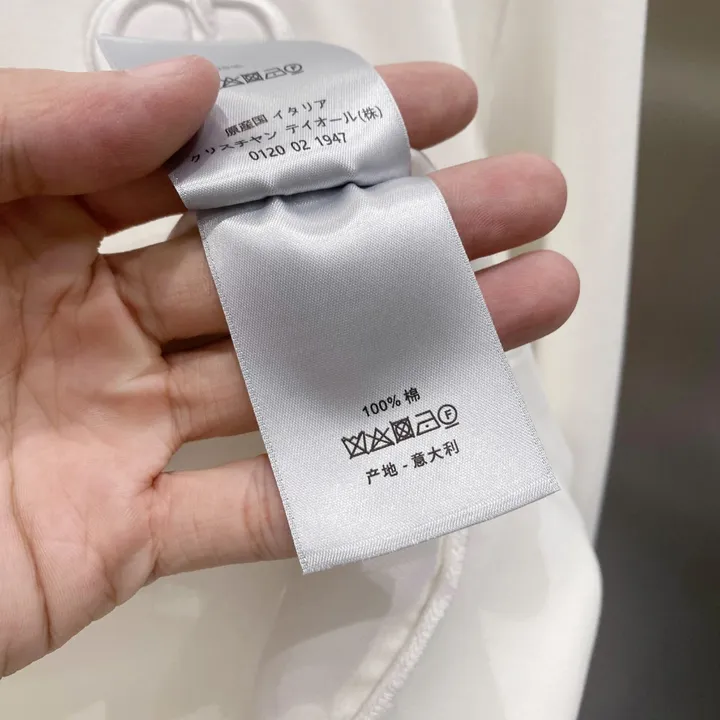 原産国 イタリア
クリスチャン ディオール(株)
0120 02 1947
100% 棉
产地 - 意大利